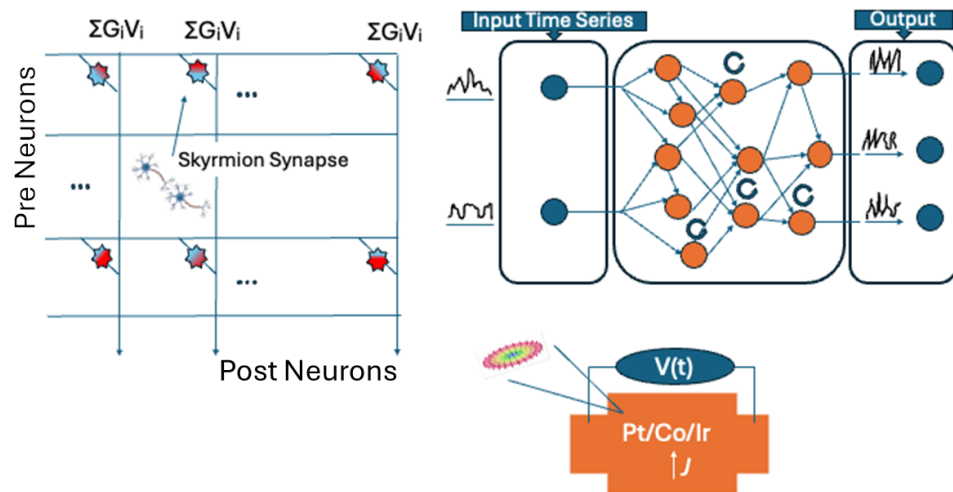 ΣGᵢVᵢ ΣGᵢVᵢ ΣGᵢVᵢ
Pre Neurons
...
Skyrmion Synapse
...
...
Post Neurons
Input Time Series
Output
V(t)
Pt/Co/Ir
J